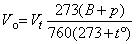 V₀=Vₜ 273(B+p) / 760(273+t°)